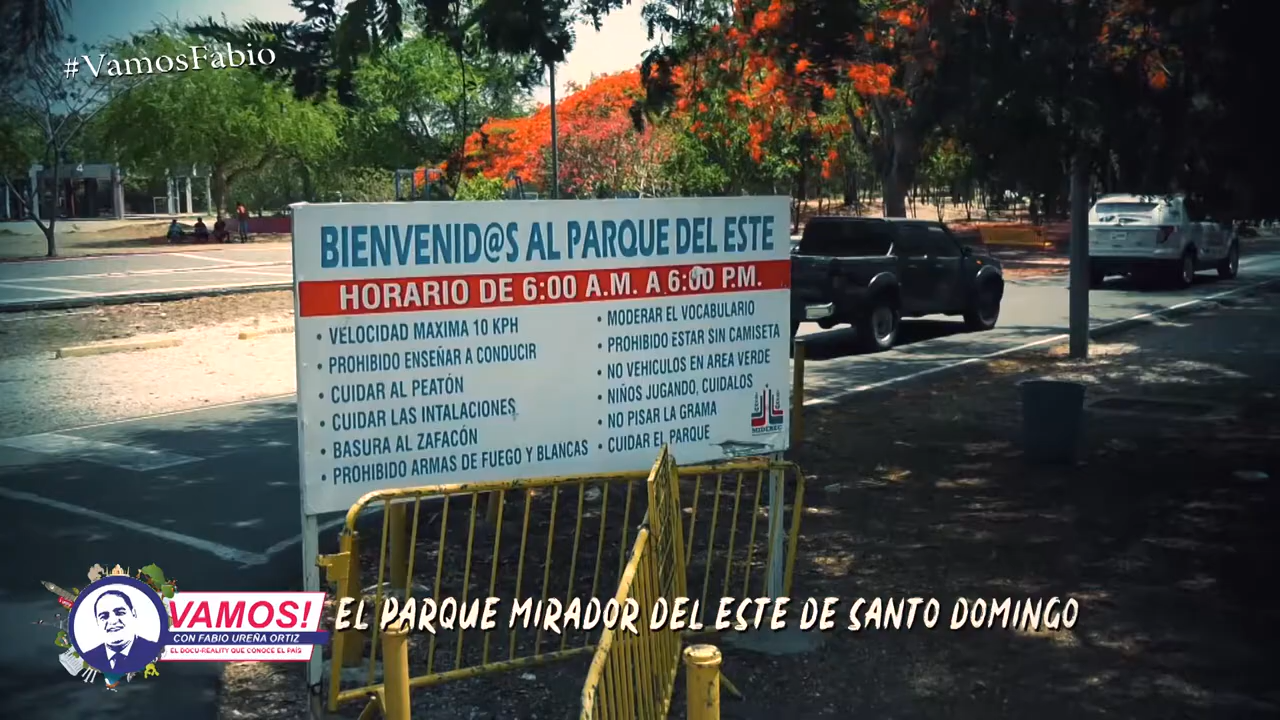 #VamosFabio
BIENVENID@S AL PARQUE DEL ESTE
HORARIO DE 6:00 A.M. A 6:00 P.M.
• VELOCIDAD MAXIMA 10 KPH
• PROHIBIDO ENSEÑAR A CONDUCIR
• CUIDAR AL PEATÓN
• CUIDAR LAS INTALACIONES
• BASURA AL ZAFACÓN
• PROHIBIDO ARMAS DE FUEGO Y BLANCAS
• MODERAR EL VOCABULARIO
• PROHIBIDO ESTAR SIN CAMISETA
• NO VEHICULOS EN AREA VERDE
• NIÑOS JUGANDO, CUIDALOS
• NO PISAR LA GRAMA
• CUIDAR EL PARQUE
MIDEREC
VAMOS!
CON FABIO UREÑA ORTIZ
EL DOCU-REALITY QUE CONOCE EL PAÍS
EL PARQUE MIRADOR DEL ESTE DE SANTO DOMINGO